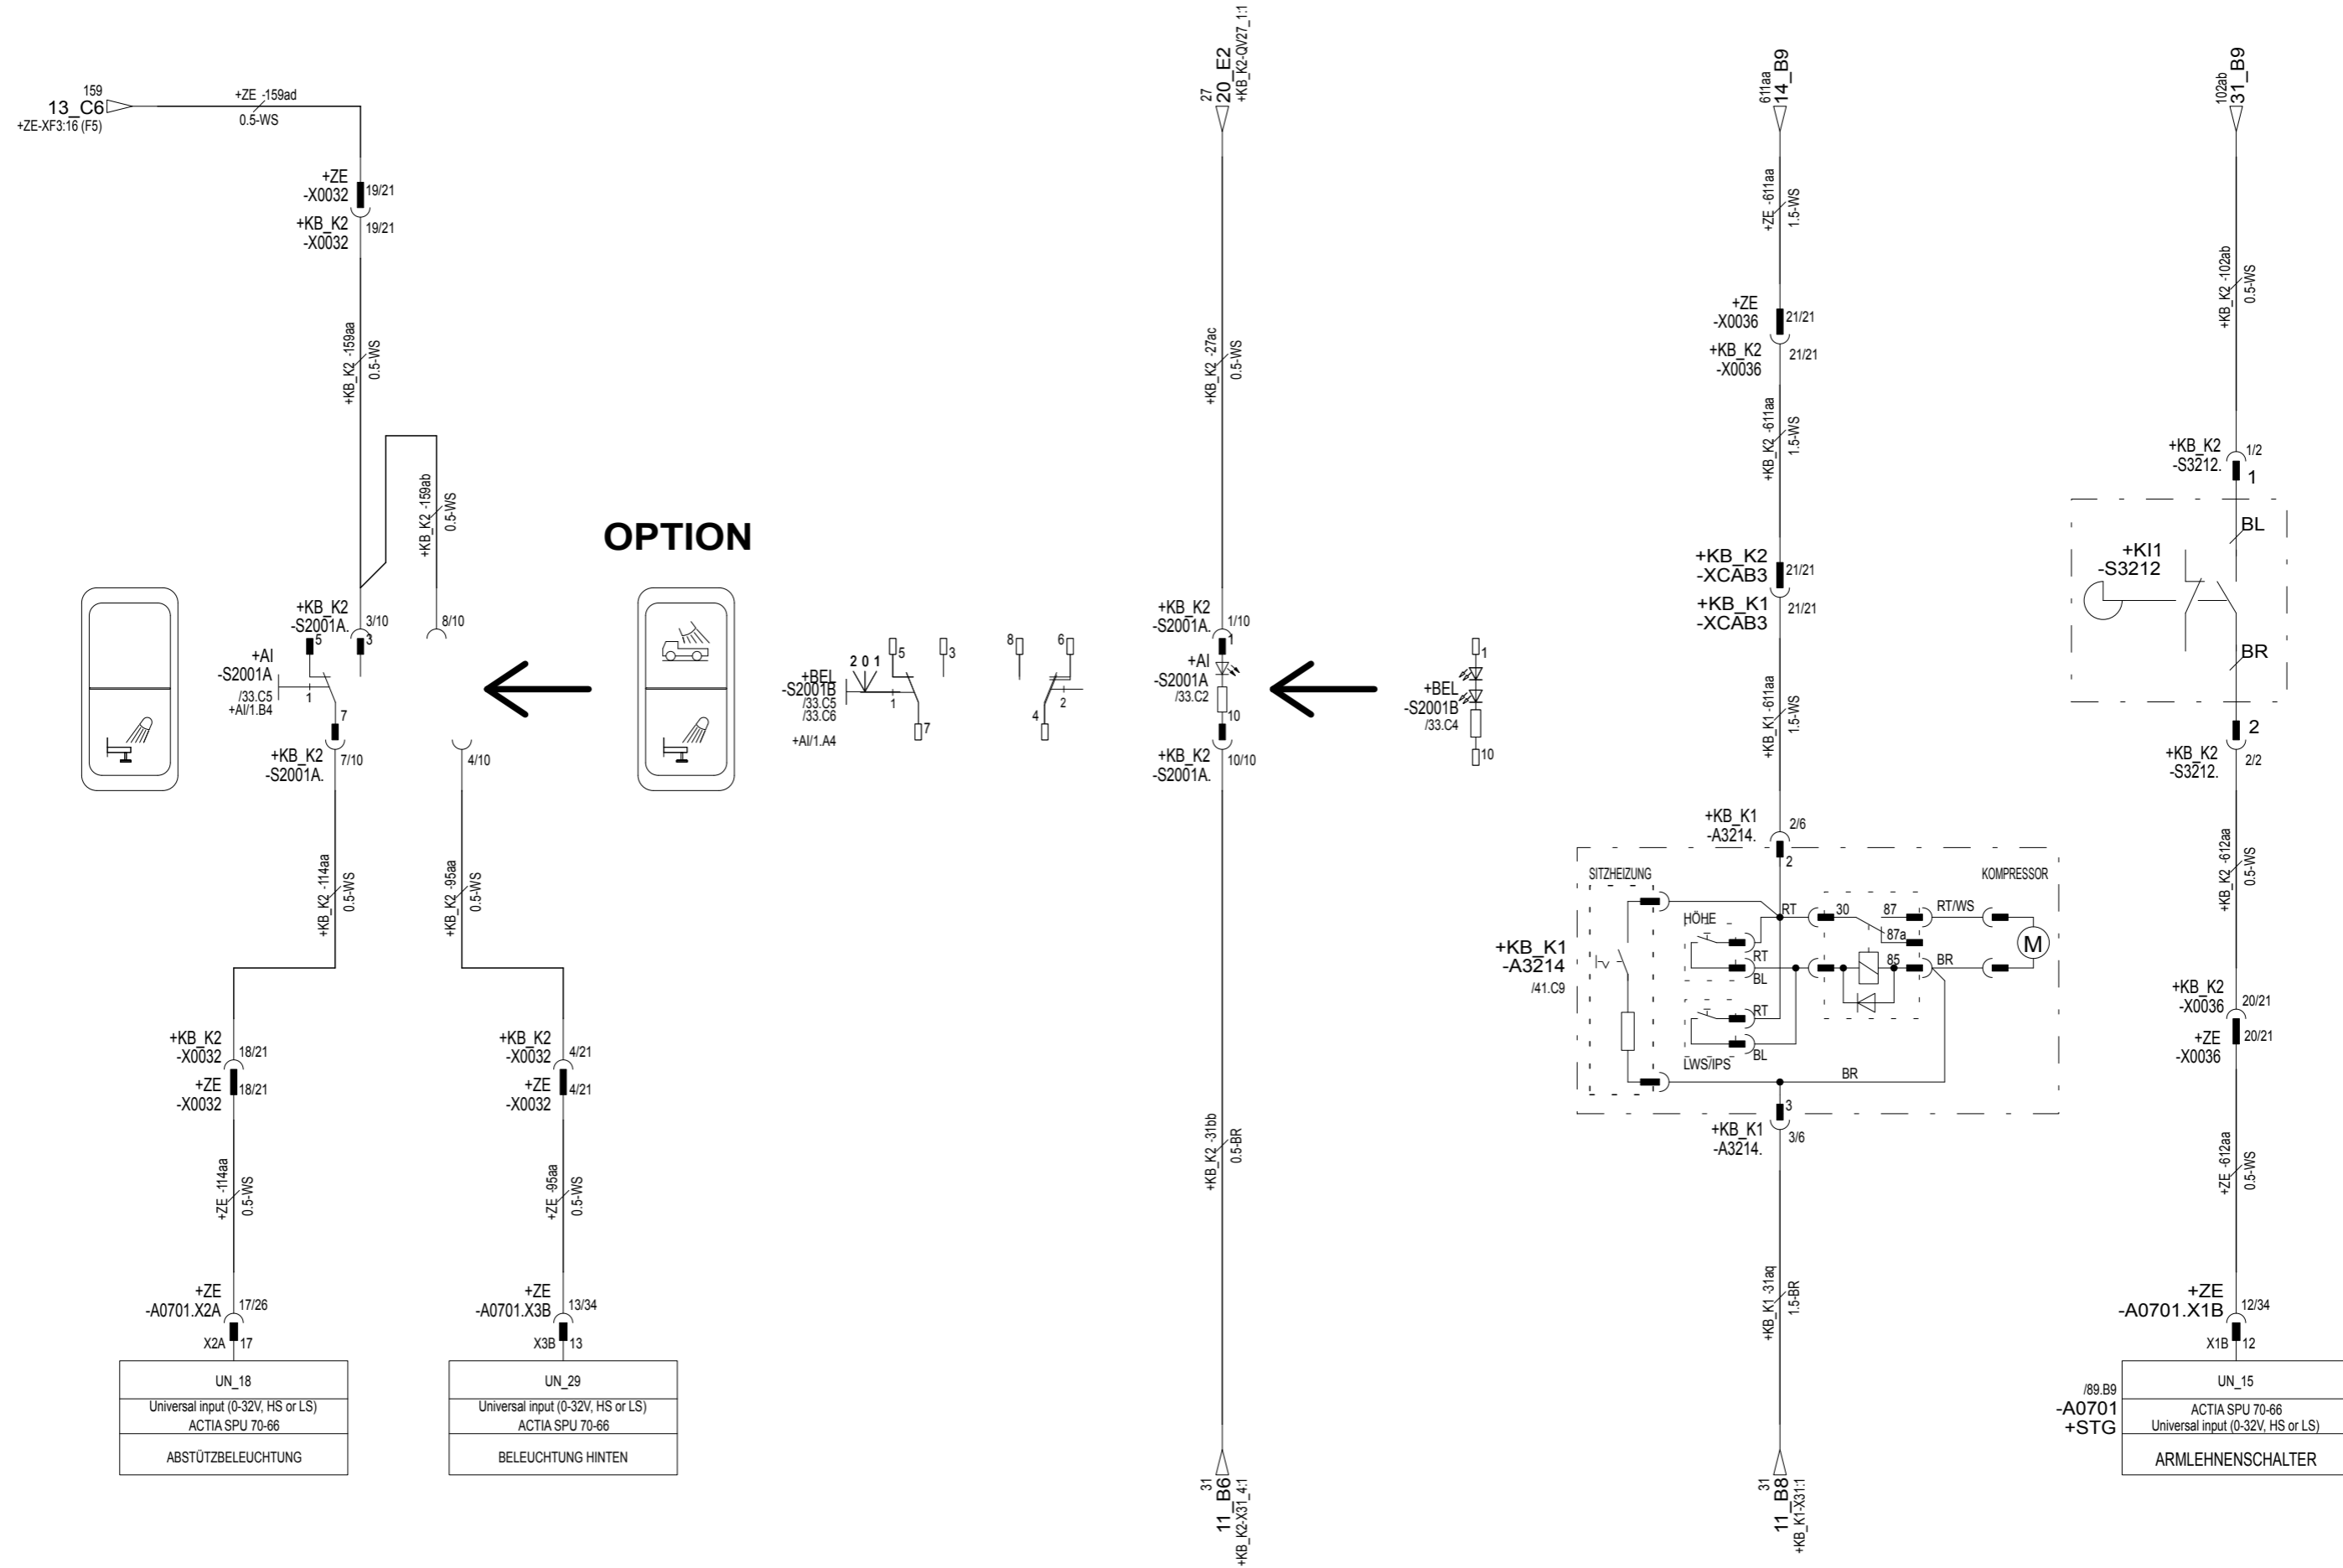 159
13_C6
+ZE-XF3:16 (F5)
+ZE -159ad
0.5-WS
+ZE
-X0032
19/21
+KB_K2
-X0032
19/21
+KB_K2 -159aa
0.5-WS
+KB_K2 -159ab
0.5-WS
+KB_K2
-S2001A.
3/10
8/10
5
3
+AI
-S2001A
/33.C5
+AI/1.B4
1
7
+KB_K2
-S2001A.
7/10
4/10
+KB_K2 -114aa
0.5-WS
+KB_K2 -95aa
0.5-WS
+KB_K2
-X0032
18/21
+ZE
-X0032
18/21
+KB_K2
-X0032
4/21
+ZE
-X0032
4/21
+ZE -114aa
0.5-WS
+ZE -95aa
0.5-WS
+ZE
-A0701.X2A
17/26
X2A
17
UN_18
Universal input (0-32V, HS or LS)
ACTIA SPU 70-66
ABSTÜTZBELEUCHTUNG
+ZE
-A0701.X3B
13/34
X3B
13
UN_29
Universal input (0-32V, HS or LS)
ACTIA SPU 70-66
BELEUCHTUNG HINTEN
OPTION
2 0 1
+BEL
-S2001B
/33.C5
/33.C6
+AI/1.A4
5
3
1
7
8
6
4
2
27
20_E2
+KB_K2-QV27_1:1
+KB_K2 -27ac
0.5-WS
+KB_K2
-S2001A.
1/10
1
+AI
-S2001A
/33.C2
10
+KB_K2
-S2001A.
10/10
+KB_K2 -31bb
0.5-BR
31
11_B6
+KB_K2-X31_4:1
1
+BEL
-S2001B
/33.C4
10
611aa
14_B9
+ZE -611aa
1.5-WS
+ZE
-X0036
21/21
+KB_K2
-X0036
21/21
+KB_K2 -611aa
1.5-WS
+KB_K2
-XCAB3
21/21
+KB_K1
-XCAB3
21/21
+KB_K1 -611aa
1.5-WS
+KB_K1
-A3214.
2/6
2
SITZHEIZUNG
KOMPRESSOR
HÖHE
RT
30
87
RT/WS
87a
M
+KB_K1
-A3214
/41.C9
RT
BL
85
BR
RT
BL
LWS/IPS
BR
3
+KB_K1
-A3214.
3/6
+KB_K1 -31aq
1.5-BR
31
11_B8
+KB_K1-X31:1
102ab
31_B9
+KB_K2 -102ab
0.5-WS
+KB_K2
-S3212.
1/2
1
BL
+KI1
-S3212
BR
2
+KB_K2
-S3212.
2/2
+KB_K2 -612aa
0.5-WS
+KB_K2
-X0036
20/21
+ZE
-X0036
20/21
+ZE -612aa
0.5-WS
+ZE
-A0701.X1B
12/34
X1B
12
/89.B9
-A0701
+STG
UN_15
ACTIA SPU 70-66
Universal input (0-32V, HS or LS)
ARMLEHNENSCHALTER